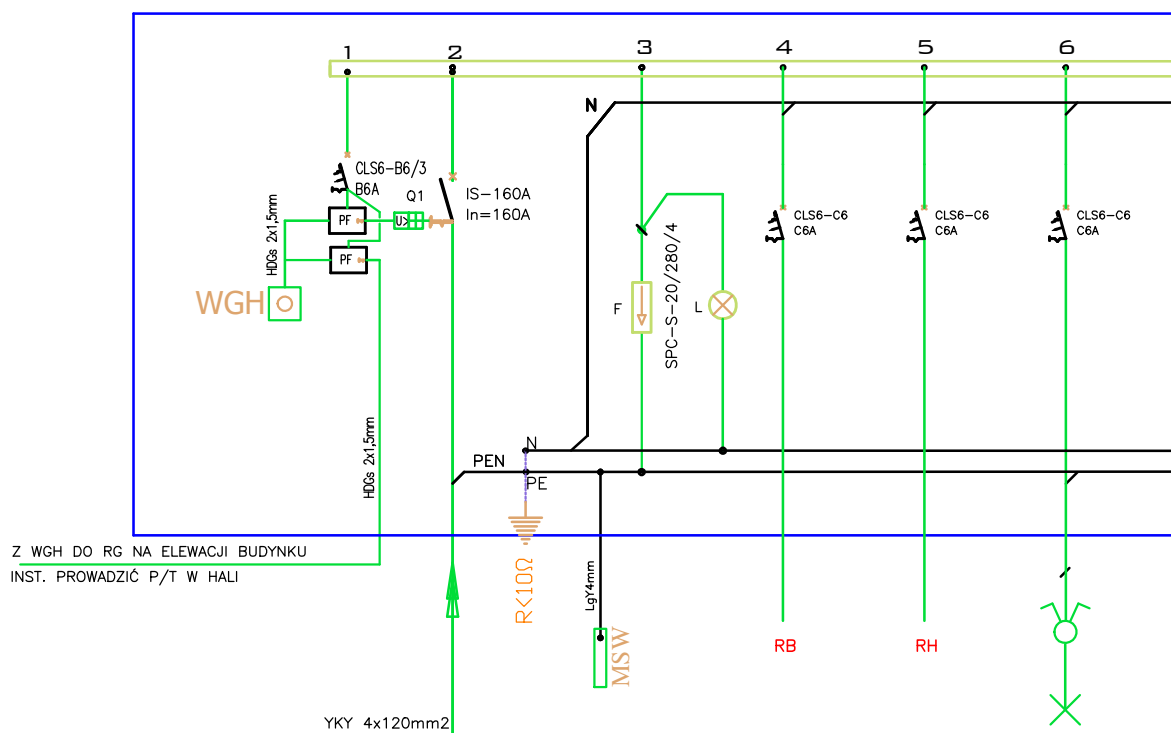 1
2
3
4
5
6
N
CLS6-B6/3
B6A
Q1
IS-160A
In=160A
CLS6-C6
C6A
CLS6-C6
C6A
CLS6-C6
C6A
PF
U>
PF
HDGs 2x1,5mm
WGH
F
SPC-S-20/280/4
L
HDGs 2x1,5mm
N
PEN
PE
Z WGH DO RG NA ELEWACJI BUDYNKU
INST. PROWADZIĆ P/T W HALI
R<10Ω
LgY4mm
MSW
RB
RH
YKY 4x120mm2